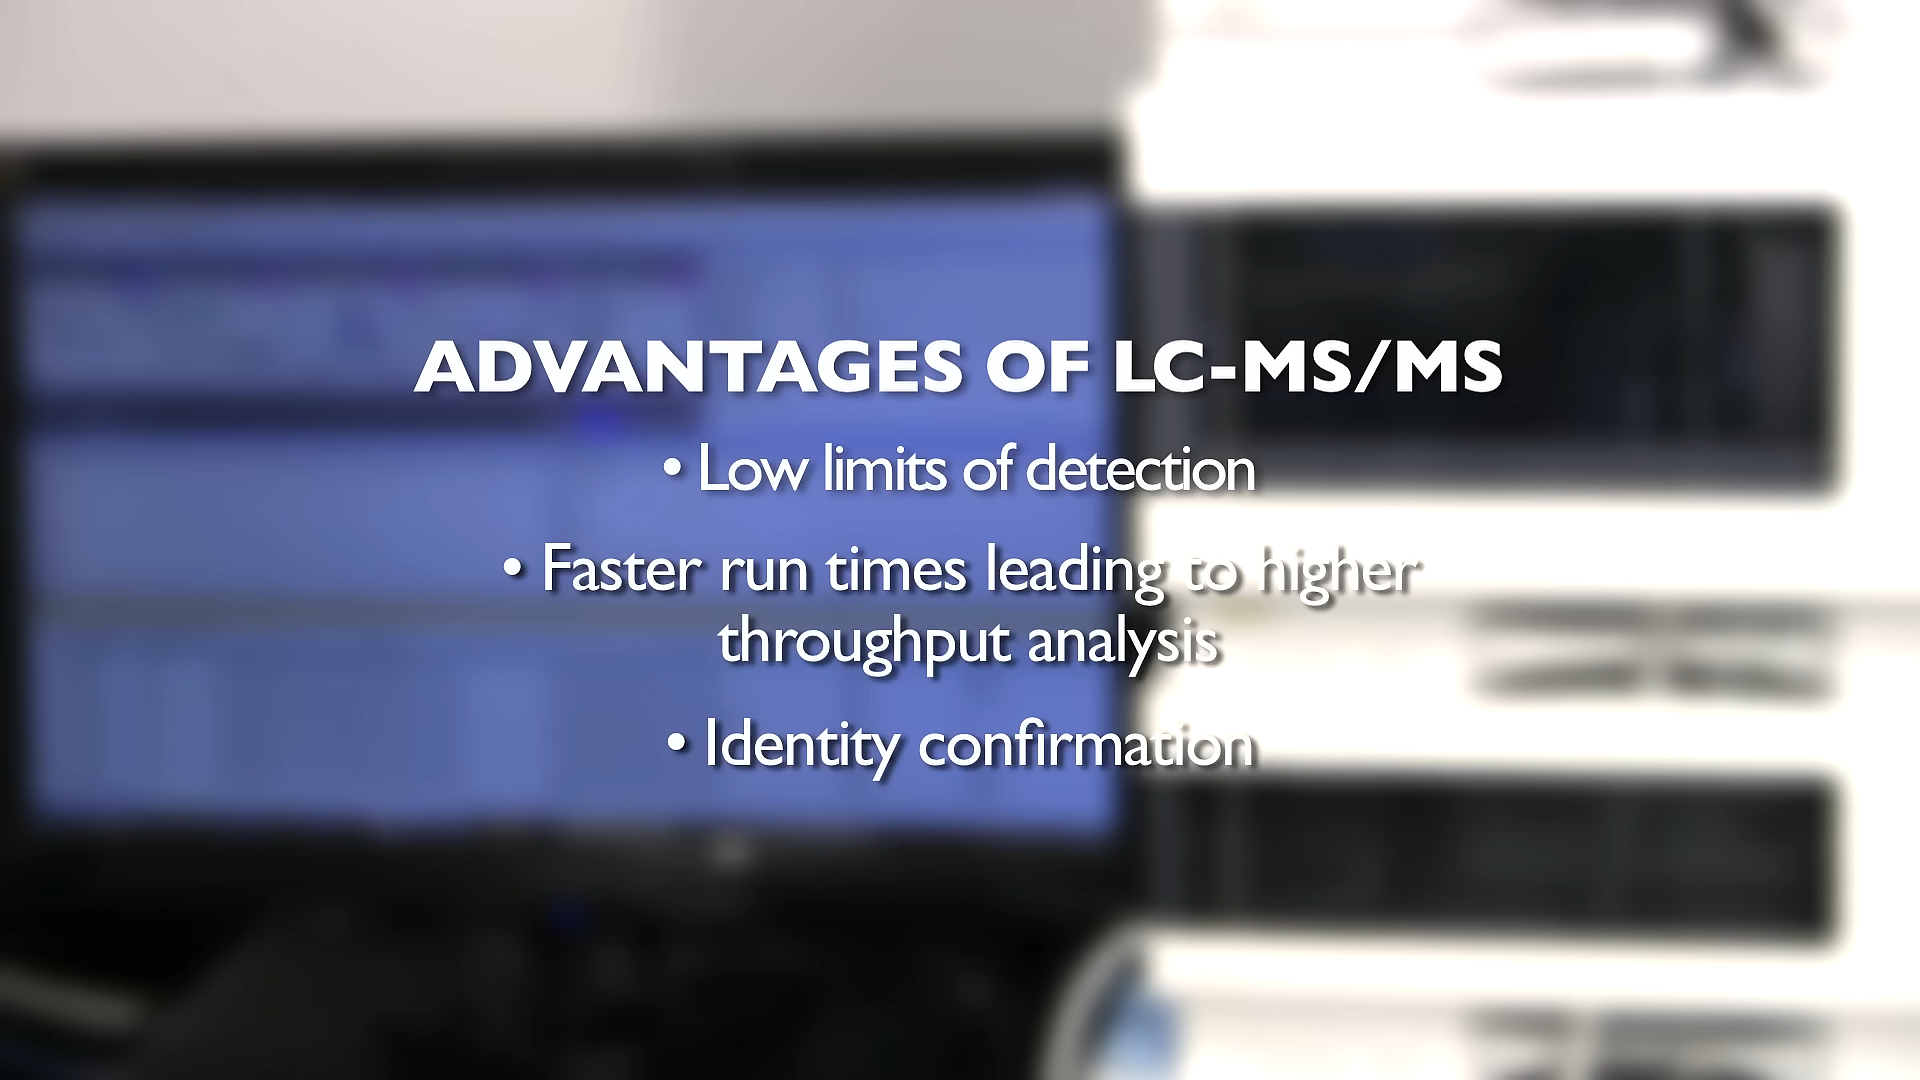 ADVANTAGES OF LC-MS/MS
• Low limits of detection
• Faster run times leading to higher
throughput analysis
• Identity confirmation